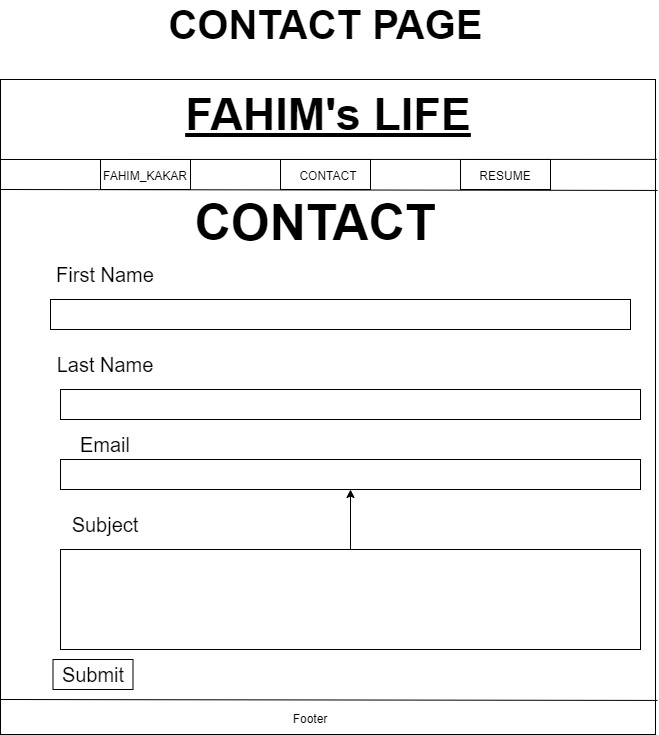 CONTACT PAGE
FAHIM's LIFE
FAHIM_KAKAR CONTACT RESUME
CONTACT
First Name
Last Name
Email
Subject
Submit
Footer